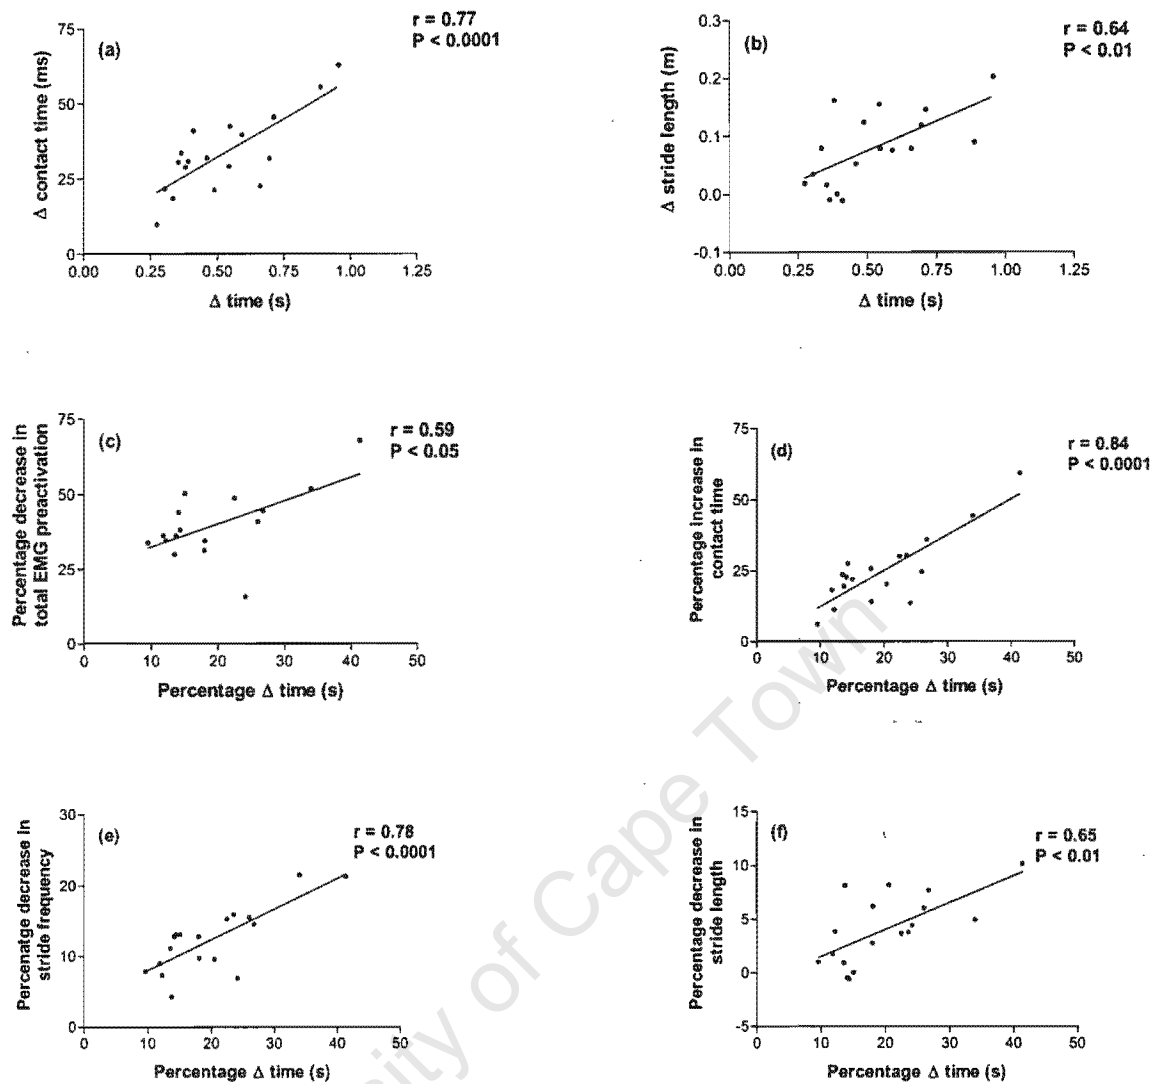 (a)
r = 0.77
P < 0.0001
Δ contact time (ms)
75
50
25
0
0.00 0.25 0.50 0.75 1.00 1.25
Δ time (s)
(b)
r = 0.64
P < 0.01
Δ stride length (m)
0.3
0.2
0.1
0.0
-0.1
0.00 0.25 0.50 0.75 1.00 1.25
Δ time (s)
(c)
r = 0.59
P < 0.05
Percentage decrease in
total EMG preactivation
75
50
25
0
0 10 20 30 40 50
Percentage Δ time (s)
(d)
r = 0.84
P < 0.0001
Percentage increase in
contact time
75
50
25
0
0 10 20 30 40 50
Percentage Δ time (s)
(e)
r = 0.78
P < 0.0001
Percenatge decrease in
stride frequency
30
20
10
0
0 10 20 30 40 50
Percentage Δ time (s)
(f)
r = 0.65
P < 0.01
Percentage decrease in
stride length
15
10
5
0
-5
0 10 20 30 40 50
Percentage Δ time (s)
sity of Cape Town